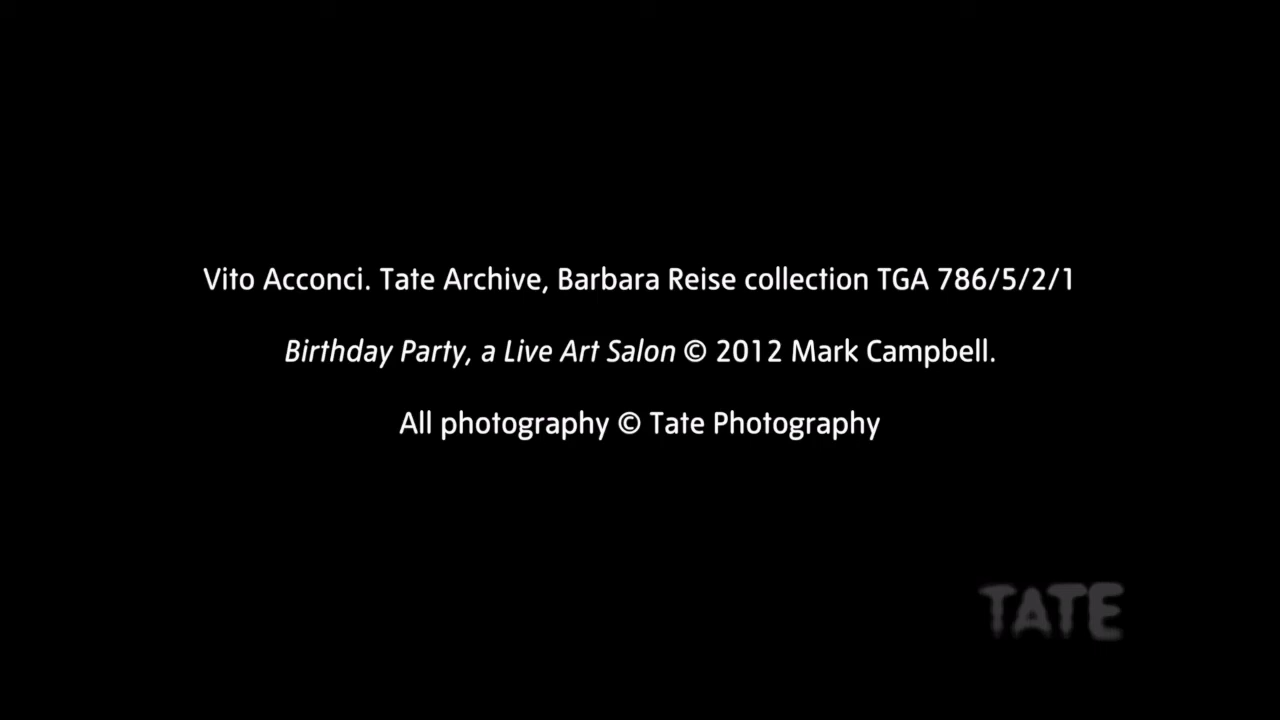 Vito Acconci. Tate Archive, Barbara Reise collection TGA 786/5/2/1
Birthday Party, a Live Art Salon © 2012 Mark Campbell.
All photography © Tate Photography
TATE